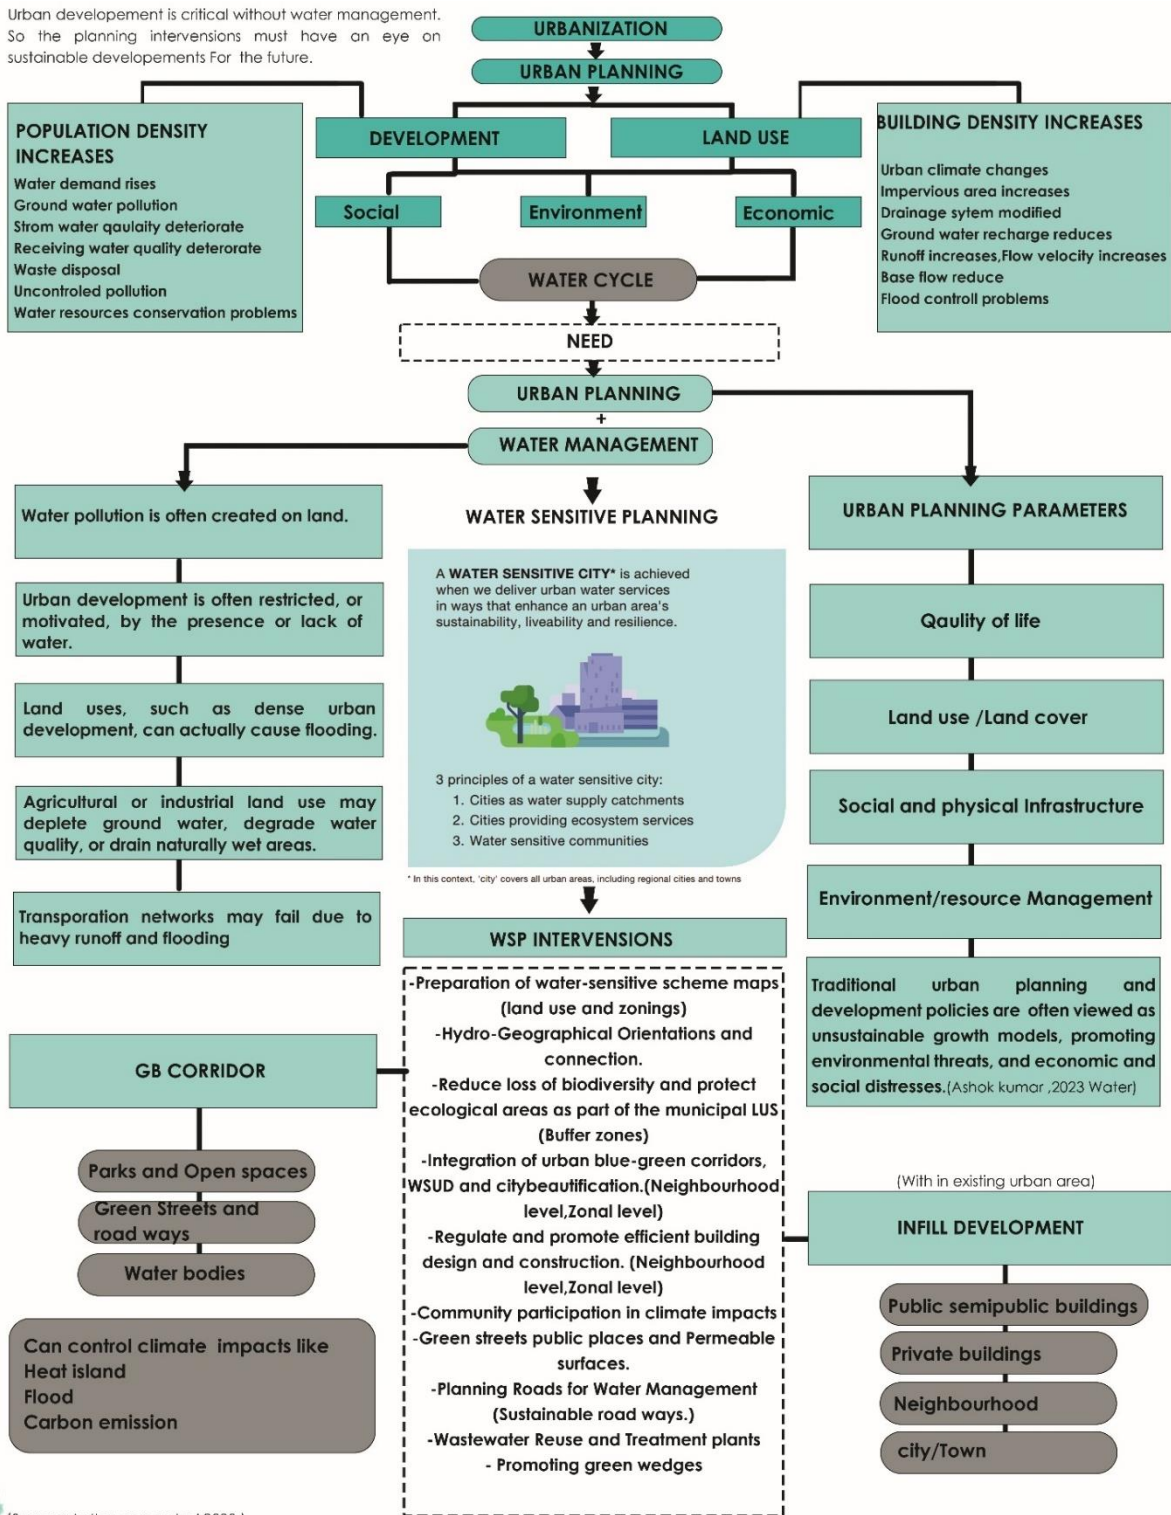 Urban developement is critical without water management.
So the planning intervensions must have an eye on
sustainable developements For the future.
URBANIZATION
URBAN PLANNING
POPULATION DENSITY
INCREASES
Water demand rises
Ground water pollution
Strom water qaulaity deteriorate
Receiving water quality deterorate
Waste disposal
Uncontroled pollution
Water resources conservation problems
DEVELOPMENT
LAND USE
Social
Environment
Economic
BUILDING DENSITY INCREASES
Urban climate changes
Impervious area increases
Drainage sytem modified
Ground water recharge reduces
Runoff increases,Flow velocity increases
Base flow reduce
Flood controll problems
WATER CYCLE
NEED
URBAN PLANNING
+
WATER MANAGEMENT
Water pollution is often created on land.
Urban development is often restricted, or
motivated, by the presence or lack of
water.
Land uses, such as dense urban
development, can actually cause flooding.
Agricultural or industrial land use may
deplete ground water, degrade water
quality, or drain naturally wet areas.
Transporation networks may fail due to
heavy runoff and flooding
WATER SENSITIVE PLANNING
A WATER SENSITIVE CITY* is achieved
when we deliver urban water services
in ways that enhance an urban area's
sustainability, liveability and resilience.
3 principles of a water sensitive city:
1. Cities as water supply catchments
2. Cities providing ecosystem services
3. Water sensitive communities
* In this context, 'city' covers all urban areas, including regional cities and towns
URBAN PLANNING PARAMETERS
Qaulity of life
Land use /Land cover
Social and physical Infrastructure
Environment/resource Management
Traditional urban planning and
development policies are often viewed as
unsustainable growth models, promoting
environmental threats, and economic and
social distresses.(Ashok kumar ,2023 Water)
WSP INTERVENSIONS
-Preparation of water-sensitive scheme maps
(land use and zonings)
-Hydro-Geographical Orientations and
connection.
-Reduce loss of biodiversity and protect
ecological areas as part of the municipal LUS
(Buffer zones)
-Integration of urban blue-green corridors,
WSUD and citybeautification.(Neighbourhood
level,Zonal level)
-Regulate and promote efficient building
design and construction. (Neighbourhood
level,Zonal level)
-Community participation in climate impacts
-Green streets public places and Permeable
surfaces.
-Planning Roads for Water Management
(Sustainable road ways.)
-Wastewater Reuse and Treatment plants
- Promoting green wedges
GB CORRIDOR
Parks and Open spaces
Green Streets and
road ways
Water bodies
Can control climate impacts like
Heat island
Flood
Carbon emission
(With in existing urban area)
INFILL DEVELOPMENT
Public semipublic buildings
Private buildings
Neighbourhood
city/Town